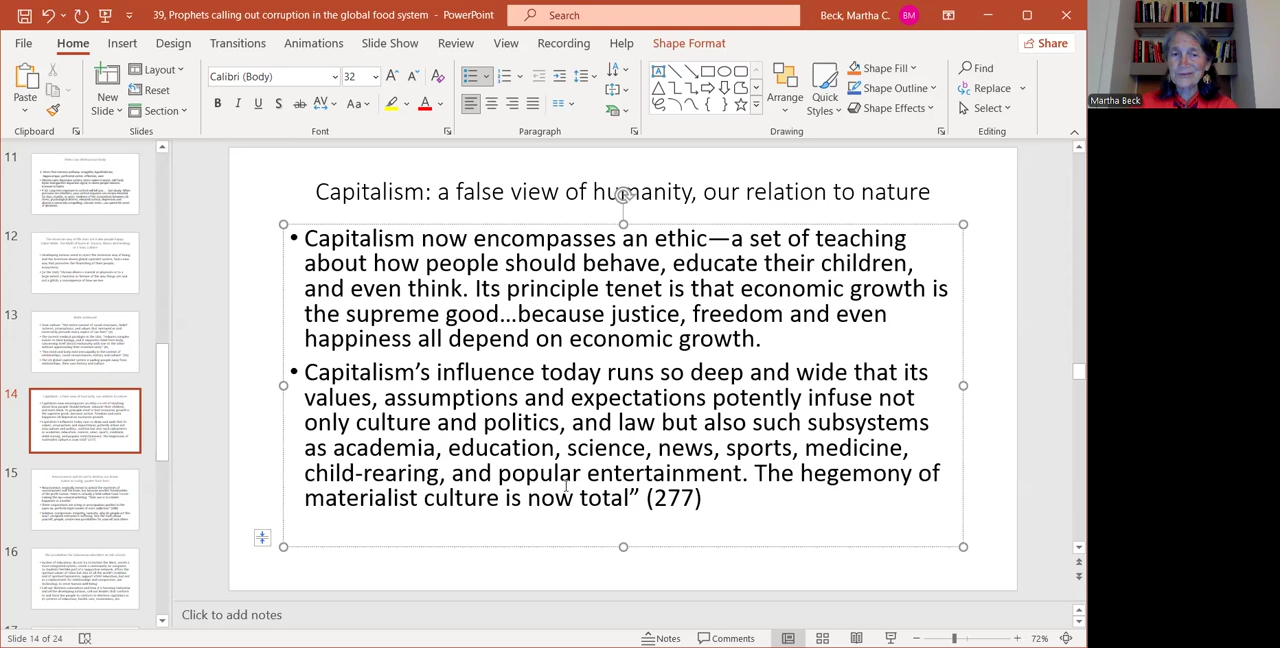 39, Prophets calling out corruption in the global food system - PowerPoint
Search
Beck, Martha C.
BM
File Home Insert Design Transitions Animations Slide Show Review View Recording Help Shape Format
Share
Paste
Clipboard
New Slide
Layout
Reset
Section
Slides
Calibri (Body) 32
Font
Paragraph
Arrange
Quick Styles
Shape Fill
Shape Outline
Shape Effects
Drawing
Find
Replace
Select
Editing
Martha Beck
11
12
13
14
15
16
Capitalism: a false view of humanity, our relation to nature
• Capitalism now encompasses an ethic—a set of teaching
about how people should behave, educate their children,
and even think. Its principle tenet is that economic growth is
the supreme good…because justice, freedom and even
happiness all depend on economic growth.
• Capitalism’s influence today runs so deep and wide that its
values, assumptions and expectations potently infuse not
only culture and politics, and law but also such subsystems
as academia, education, science, news, sports, medicine,
child-rearing, and popular entertainment. The hegemony of
materialist culture is now total” (277)
Click to add notes
Slide 14 of 24
Notes
Comments
72%